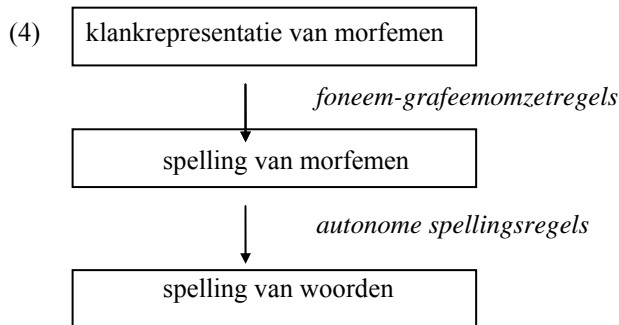 (4) klankrepresentatie van morfemen
foneem-grafeemomzetregels
spelling van morfemen
autonome spellingsregels
spelling van woorden